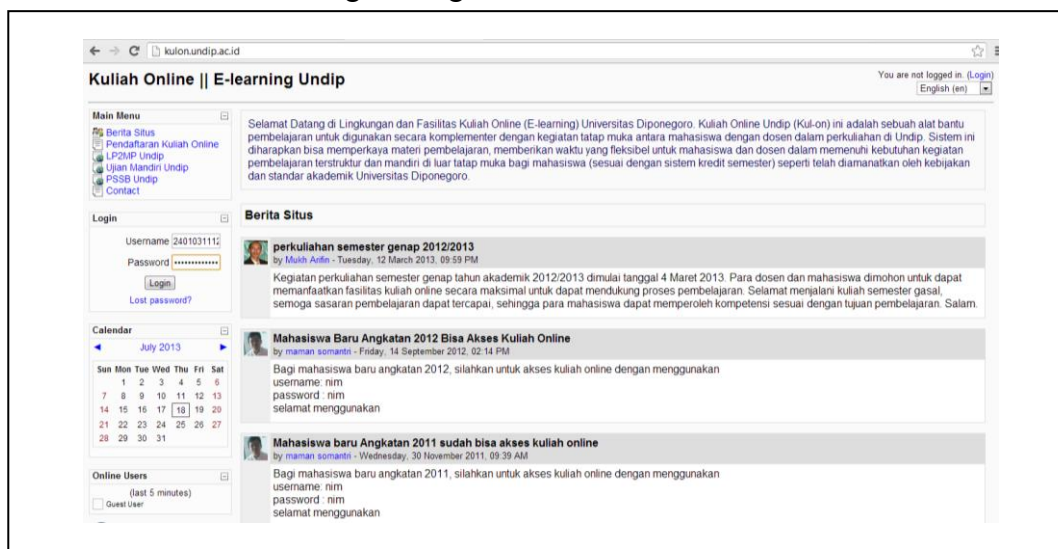 kulon.undip.ac.id
Kuliah Online || E-learning Undip
You are not logged in. (Login)
English (en)
Main Menu
Berita Situs
Pendaftaran Kuliah Online
LP2MP Undip
Ujian Mandiri Undip
PSSB Undip
Contact
Login
Username 2401031112
Password
Login
Lost password?
Calendar
July 2013
Sun Mon Tue Wed Thu Fri Sat
1 2 3 4 5 6
7 8 9 10 11 12 13
14 15 16 17 18 19 20
21 22 23 24 25 26 27
28 29 30 31
Online Users
(last 5 minutes)
Guest User
Selamat Datang di Lingkungan dan Fasilitas Kuliah Online (E-learning) Universitas Diponegoro. Kuliah Online Undip (Kul-on) ini adalah sebuah alat bantu
pembelajaran untuk digunakan secara komplementer dengan kegiatan tatap muka antara mahasiswa dengan dosen dalam perkuliahan di Undip. Sistem ini
diharapkan bisa memperkaya materi pembelajaran, memberikan waktu yang fleksibel untuk mahasiswa dan dosen dalam memenuhi kebutuhan kegiatan
pembelajaran terstruktur dan mandiri di luar tatap muka bagi mahasiswa (sesuai dengan sistem kredit semester) seperti telah diamanatkan oleh kebijakan
dan standar akademik Universitas Diponegoro.
Berita Situs
perkuliahan semester genap 2012/2013
by Mukh Arifin - Tuesday, 12 March 2013, 09:59 PM
Kegiatan perkuliahan semester genap tahun akademik 2012/2013 dimulai tanggal 4 Maret 2013. Para dosen dan mahasiswa dimohon untuk dapat
memanfaatkan fasilitas kuliah online secara maksimal untuk dapat mendukung proses pembelajaran. Selamat menjalani kuliah semester gasal,
semoga sasaran pembelajaran dapat tercapai, sehingga para mahasiswa dapat memperoleh kompetensi sesuai dengan tujuan pembelajaran. Salam.
Mahasiswa Baru Angkatan 2012 Bisa Akses Kuliah Online
by maman somantri - Friday, 14 September 2012, 02:14 PM
Bagi mahasiswa baru angkatan 2012, silahkan untuk akses kuliah online dengan menggunakan
username: nim
password : nim
selamat menggunakan
Mahasiswa baru Angkatan 2011 sudah bisa akses kuliah online
by maman somantri - Wednesday, 30 November 2011, 09:39 AM
Bagi mahasiswa baru angkatan 2011, silahkan untuk akses kuliah online dengan menggunakan
username: nim
password : nim
selamat menggunakan